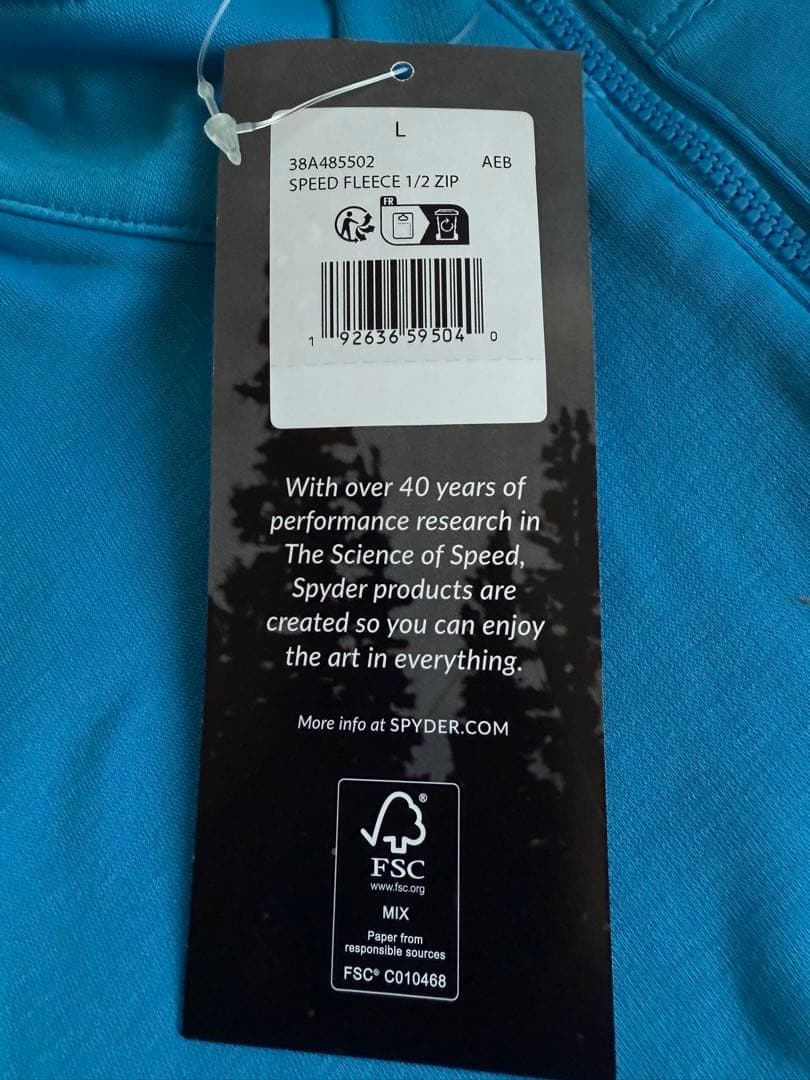 L
38A485502 AEB
SPEED FLEECE 1/2 ZIP
FR
1 92636 59504 0
With over 40 years of
performance research in
The Science of Speed,
Spyder products are
created so you can enjoy
the art in everything.
More info at SPYDER.COM
®
FSC
www.fsc.org
MIX
Paper from
responsible sources
FSC® C010468